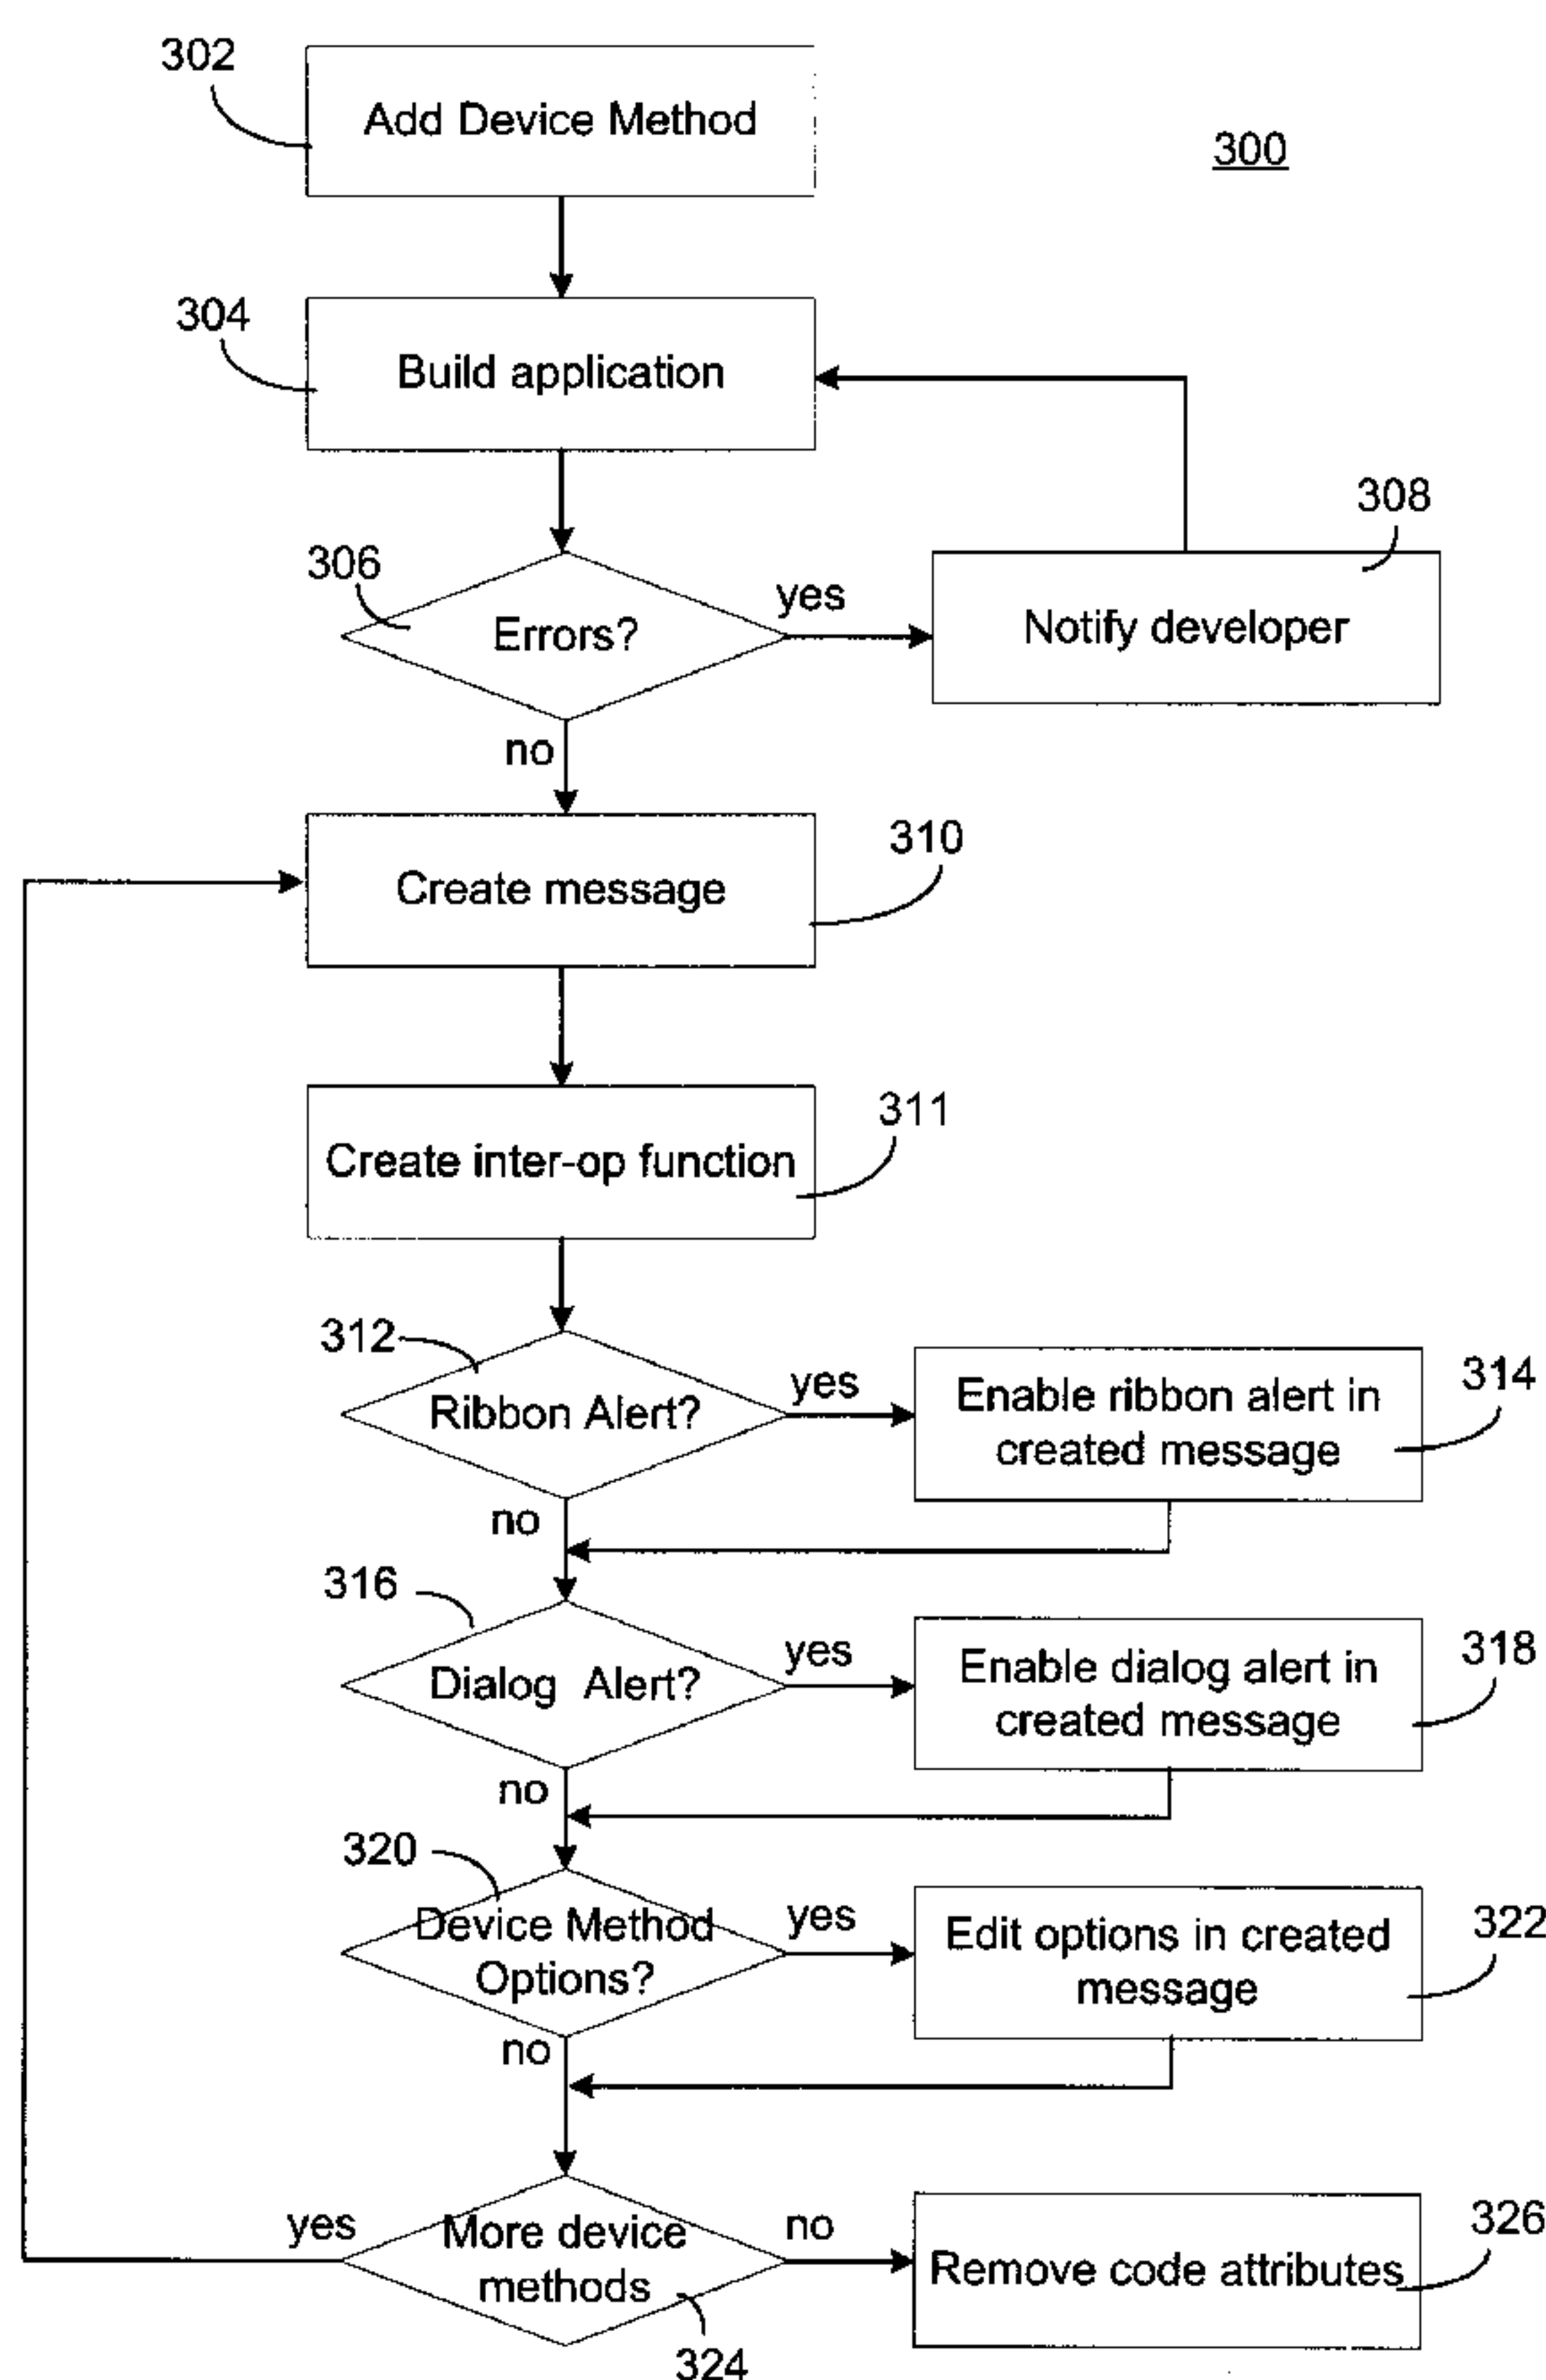 302
Add Device Method
300
304
Build application
308
306
yes
Errors?
Notify developer
no
310
Create message
311
Create inter-op function
312
yes
314
Ribbon Alert?
Enable ribbon alert in
created message
no
316
yes
318
Dialog Alert?
Enable dialog alert in
created message
no
320
yes
322
Device Method
Options?
Edit options in created
message
no
yes
More device
methods
no
326
Remove code attributes
324